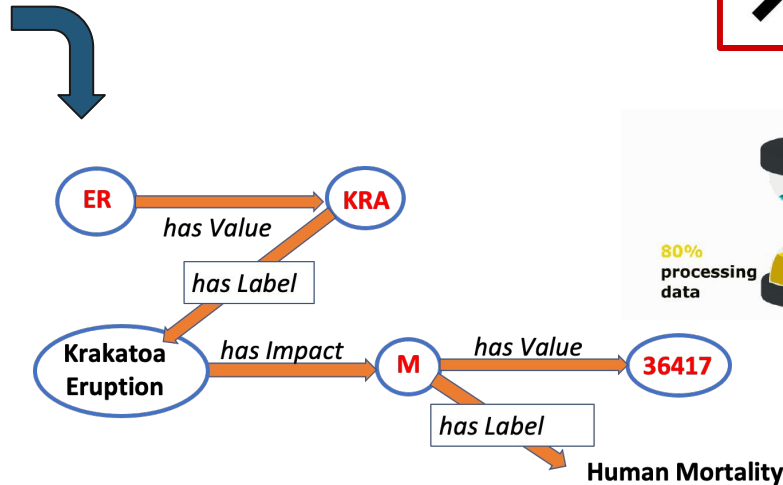 ER
KRA
has Value
has Label
Krakatoa
Eruption
has Impact
M
has Value
36417
has Label
Human Mortality
80%
processing
data